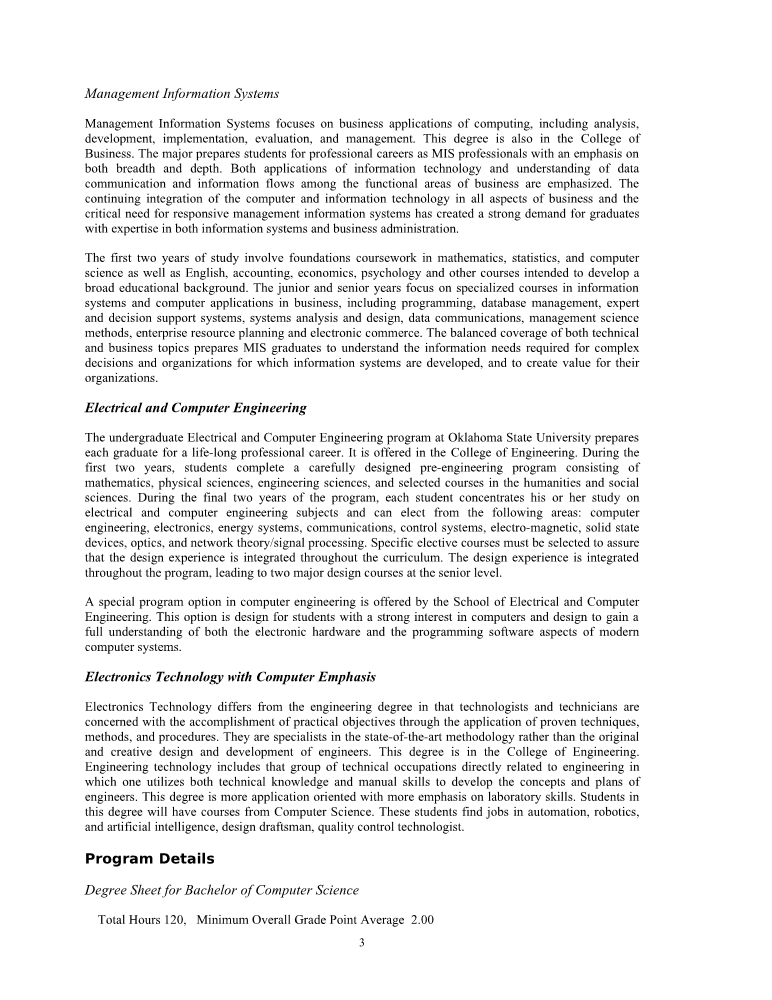 Management Information Systems
Management Information Systems focuses on business applications of computing, including analysis,
development, implementation, evaluation, and management. This degree is also in the College of
Business. The major prepares students for professional careers as MIS professionals with an emphasis on
both breadth and depth. Both applications of information technology and understanding of data
communication and information flows among the functional areas of business are emphasized. The
continuing integration of the computer and information technology in all aspects of business and the
critical need for responsive management information systems has created a strong demand for graduates
with expertise in both information systems and business administration.
The first two years of study involve foundations coursework in mathematics, statistics, and computer
science as well as English, accounting, economics, psychology and other courses intended to develop a
broad educational background. The junior and senior years focus on specialized courses in information
systems and computer applications in business, including programming, database management, expert
and decision support systems, systems analysis and design, data communications, management science
methods, enterprise resource planning and electronic commerce. The balanced coverage of both technical
and business topics prepares MIS graduates to understand the information needs required for complex
decisions and organizations for which information systems are developed, and to create value for their
organizations.
Electrical and Computer Engineering
The undergraduate Electrical and Computer Engineering program at Oklahoma State University prepares
each graduate for a life-long professional career. It is offered in the College of Engineering. During the
first two years, students complete a carefully designed pre-engineering program consisting of
mathematics, physical sciences, engineering sciences, and selected courses in the humanities and social
sciences. During the final two years of the program, each student concentrates his or her study on
electrical and computer engineering subjects and can elect from the following areas: computer
engineering, electronics, energy systems, communications, control systems, electro-magnetic, solid state
devices, optics, and network theory/signal processing. Specific elective courses must be selected to assure
that the design experience is integrated throughout the curriculum. The design experience is integrated
throughout the program, leading to two major design courses at the senior level.
A special program option in computer engineering is offered by the School of Electrical and Computer
Engineering. This option is design for students with a strong interest in computers and design to gain a
full understanding of both the electronic hardware and the programming software aspects of modern
computer systems.
Electronics Technology with Computer Emphasis
Electronics Technology differs from the engineering degree in that technologists and technicians are
concerned with the accomplishment of practical objectives through the application of proven techniques,
methods, and procedures. They are specialists in the state-of-the-art methodology rather than the original
and creative design and development of engineers. This degree is in the College of Engineering.
Engineering technology includes that group of technical occupations directly related to engineering in
which one utilizes both technical knowledge and manual skills to develop the concepts and plans of
engineers. This degree is more application oriented with more emphasis on laboratory skills. Students in
this degree will have courses from Computer Science. These students find jobs in automation, robotics,
and artificial intelligence, design draftsman, quality control technologist.
Program Details
Degree Sheet for Bachelor of Computer Science
Total Hours 120, Minimum Overall Grade Point Average 2.00
3